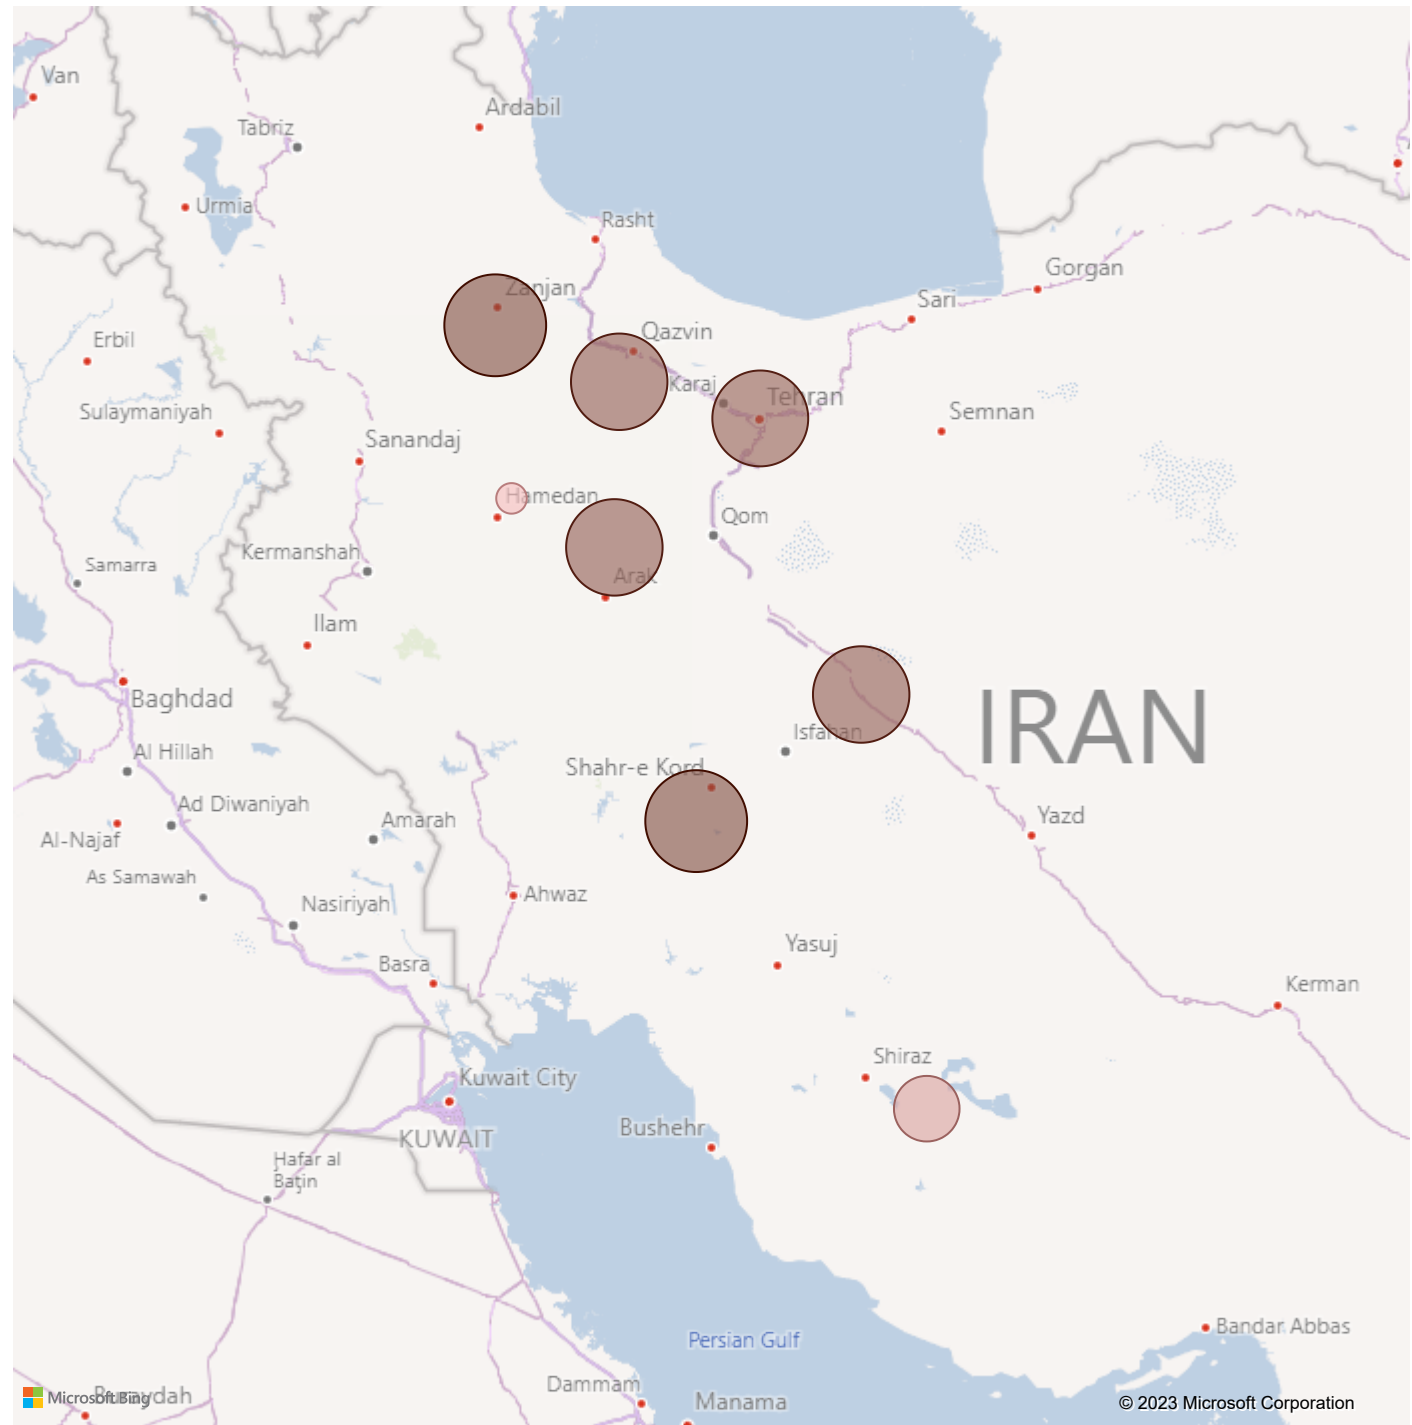 Van
Ardabil
Tabriz
Urmia
Rasht
Gorgan
Zanjan
Sari
Qazvin
Erbil
Karaj
Tehran
Sulaymaniyah
Semnan
Sanandaj
Hamedan
Qom
Kermanshah
Samarra
Arak
Ilam
Baghdad
IRAN
Isfahan
Al Hillah
Shahr-e Kord
Ad Diwaniyah
Yazd
Amarah
Al-Najaf
As Samawah
Ahwaz
Nasiriyah
Yasuj
Basra
Kerman
Shiraz
Kuwait City
Bushehr
KUWAIT
Ḩafar al
Baţin
Bandar Abbas
Persian Gulf
Dammam
Microsoft Bing
Buraydah
Manama
© 2023 Microsoft Corporation